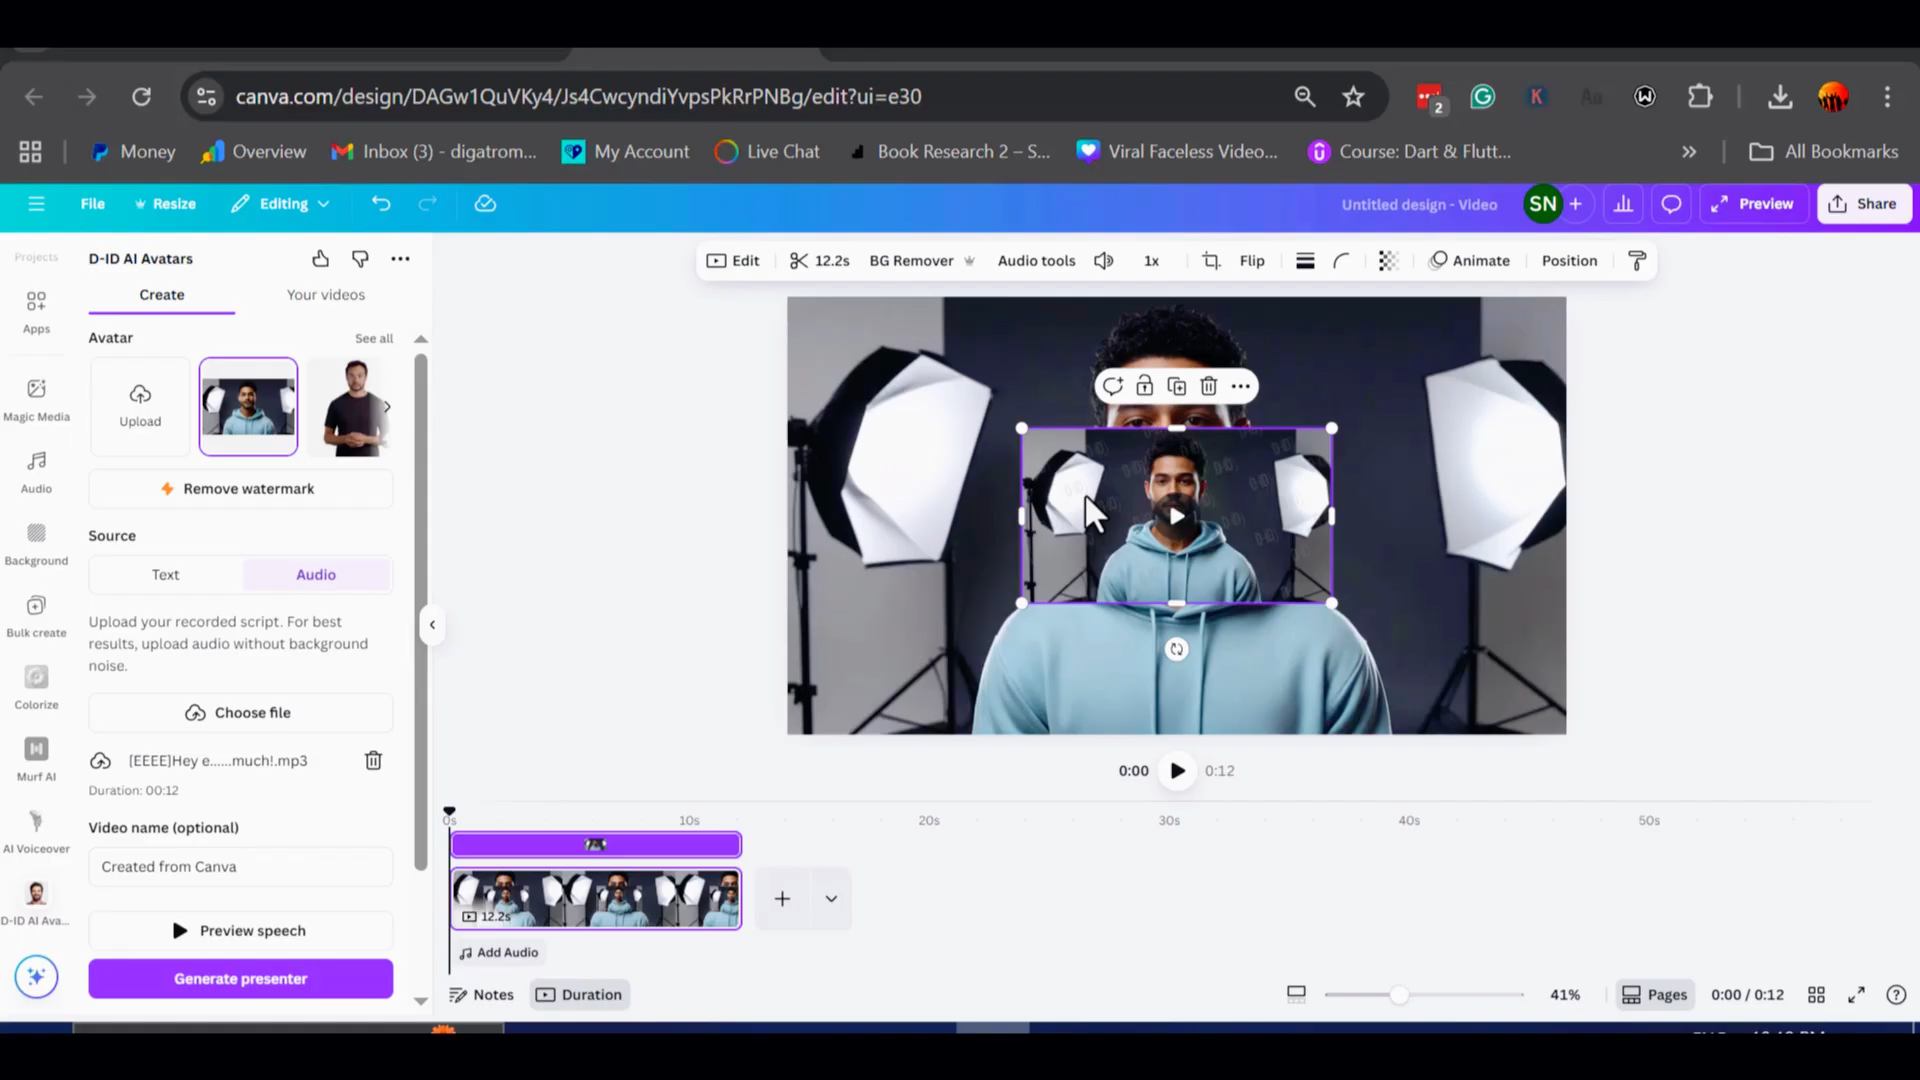 canva.com/design/DAGw1QuVKy4/Js4CwcyndiYvpsPkRrPNBg/edit?ui=e30
2
Money
Overview
Inbox (3) - digatrom...
My Account
Live Chat
Book Research 2 – S...
Viral Faceless Video...
Course: Dart & Flutt...
All Bookmarks
File
Resize
Editing
Untitled design - Video
SN
Preview
Share
Projects
Apps
Magic Media
Audio
Background
Bulk create
Colorize
Murf AI
AI Voiceover
D-ID AI Ava...
D-ID AI Avatars
Create
Your videos
Avatar
See all
Upload
Remove watermark
Source
Text
Audio
Upload your recorded script. For best
results, upload audio without background
noise.
Choose file
[EEEE]Hey e......much!.mp3
Duration: 00:12
Video name (optional)
Created from Canva
Preview speech
Generate presenter
Edit
12.2s
BG Remover
Audio tools
1x
Flip
Animate
Position
0:00
0:12
0s
10s
20s
30s
40s
50s
12.2s
Add Audio
Notes
Duration
41%
Pages
0:00 / 0:12